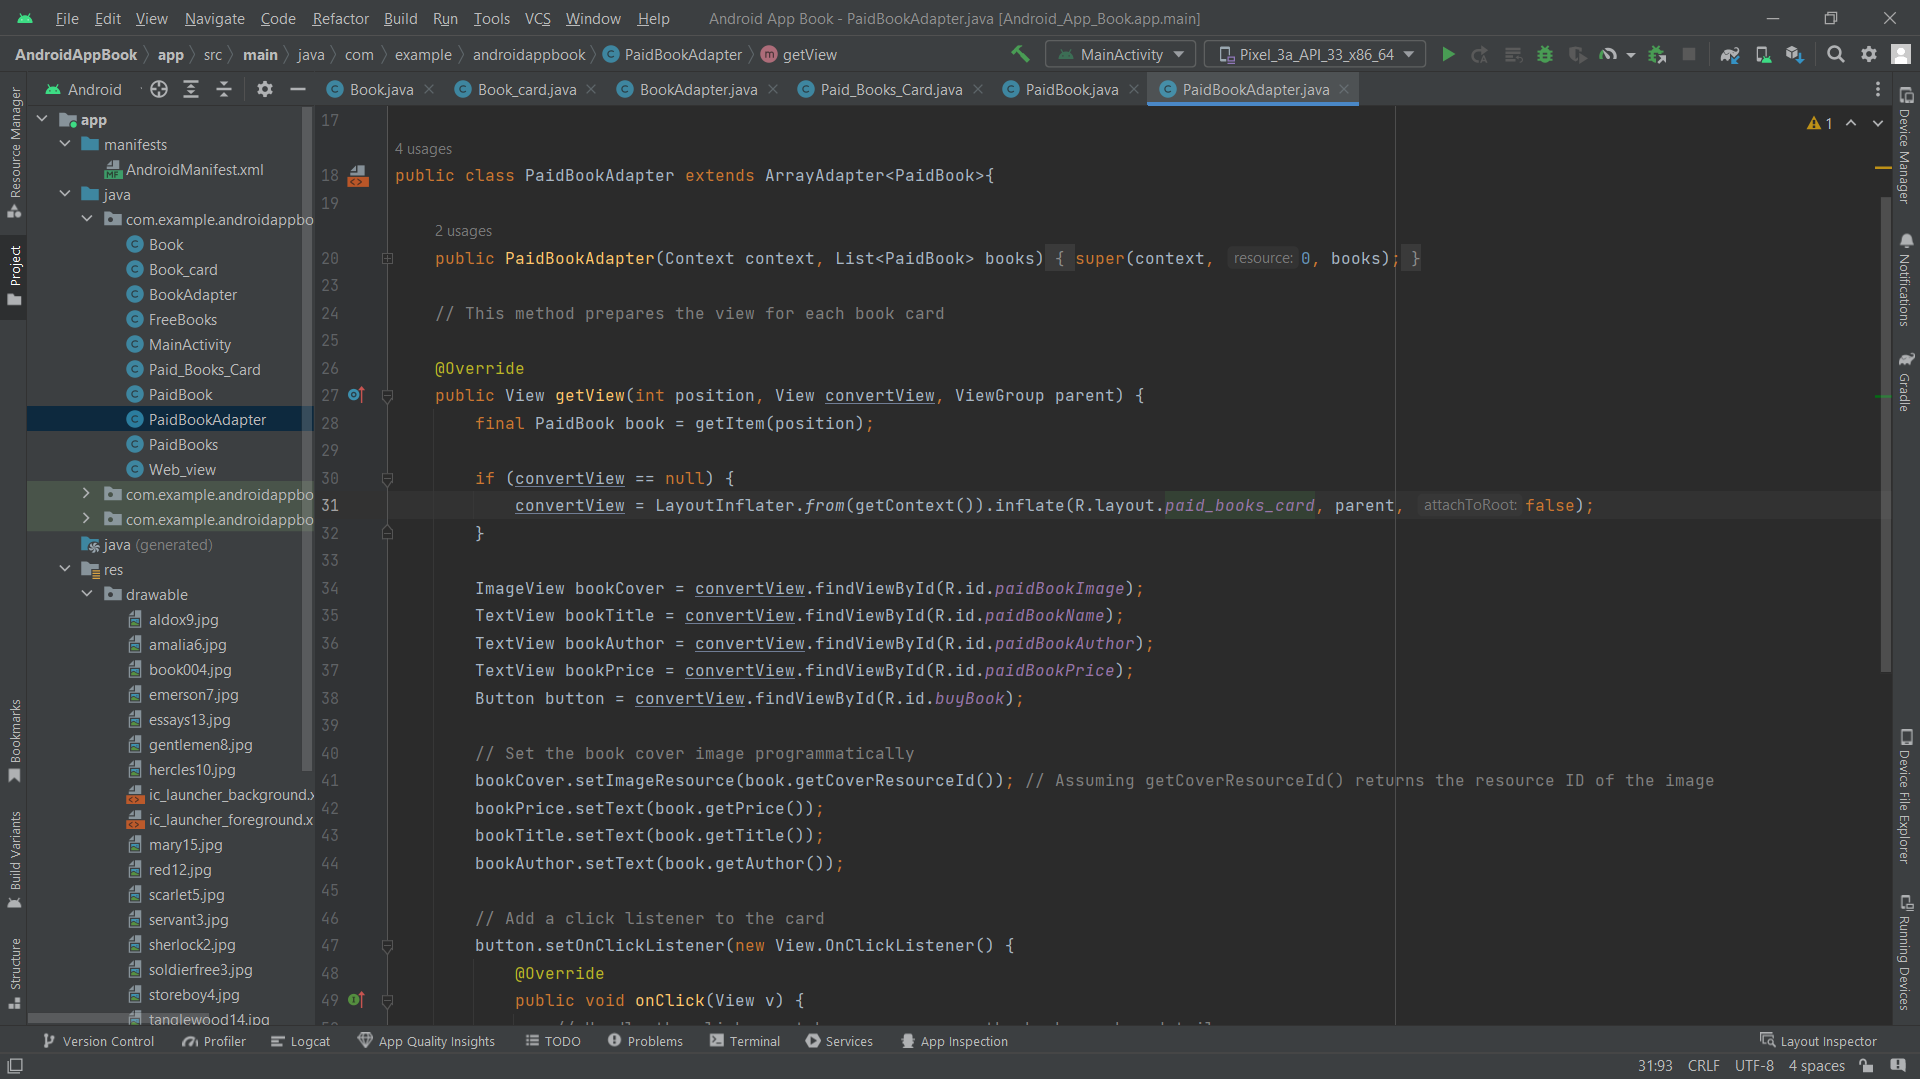 File Edit View Navigate Code Refactor Build Run Tools VCS Window Help Android App Book - PaidBookAdapter.java [Android_App_Book.app.main]
AndroidAppBook app src main java com example androidappbook PaidBookAdapter getView MainActivity Pixel_3a_API_33_x86_64
Android Book.java Book_card.java BookAdapter.java Paid_Books_Card.java PaidBook.java PaidBookAdapter.java
Resource Manager
Project
Bookmarks
Build Variants
Structure
app
manifests
AndroidManifest.xml
java
com.example.androidappbo
Book
Book_card
BookAdapter
FreeBooks
MainActivity
Paid_Books_Card
PaidBook
PaidBookAdapter
PaidBooks
Web_view
com.example.androidappbo
com.example.androidappbo
java (generated)
res
drawable
aldox9.jpg
amalia6.jpg
book004.jpg
emerson7.jpg
essays13.jpg
gentlemen8.jpg
hercles10.jpg
ic_launcher_background.x
ic_launcher_foreground.x
mary15.jpg
red12.jpg
scarlet5.jpg
servant3.jpg
sherlock2.jpg
soldierfree3.jpg
storeboy4.jpg
tanglewood14.jpg
1
17
4 usages
18 public class PaidBookAdapter extends ArrayAdapter<PaidBook>{
19
2 usages
20 public PaidBookAdapter(Context context, List<PaidBook> books) { super(context, resource: 0, books); }
23
24 // This method prepares the view for each book card
25
26 @Override
27 public View getView(int position, View convertView, ViewGroup parent) {
28 final PaidBook book = getItem(position);
29
30 if (convertView == null) {
31 convertView = LayoutInflater.from(getContext()).inflate(R.layout.paid_books_card, parent, attachToRoot: false);
32 }
33
34 ImageView bookCover = convertView.findViewById(R.id.paidBookImage);
35 TextView bookTitle = convertView.findViewById(R.id.paidBookName);
36 TextView bookAuthor = convertView.findViewById(R.id.paidBookAuthor);
37 TextView bookPrice = convertView.findViewById(R.id.paidBookPrice);
38 Button button = convertView.findViewById(R.id.buyBook);
39
40 // Set the book cover image programmatically
41 bookCover.setImageResource(book.getCoverResourceId()); // Assuming getCoverResourceId() returns the resource ID of the image
42 bookPrice.setText(book.getPrice());
43 bookTitle.setText(book.getTitle());
44 bookAuthor.setText(book.getAuthor());
45
46 // Add a click listener to the card
47 button.setOnClickListener(new View.OnClickListener() {
48 @Override
49 public void onClick(View v) {
Device Manager
Notifications
Gradle
Device File Explorer
Running Devices
Version Control Profiler Logcat App Quality Insights TODO Problems Terminal Services App Inspection Layout Inspector
31:93 CRLF UTF-8 4 spaces